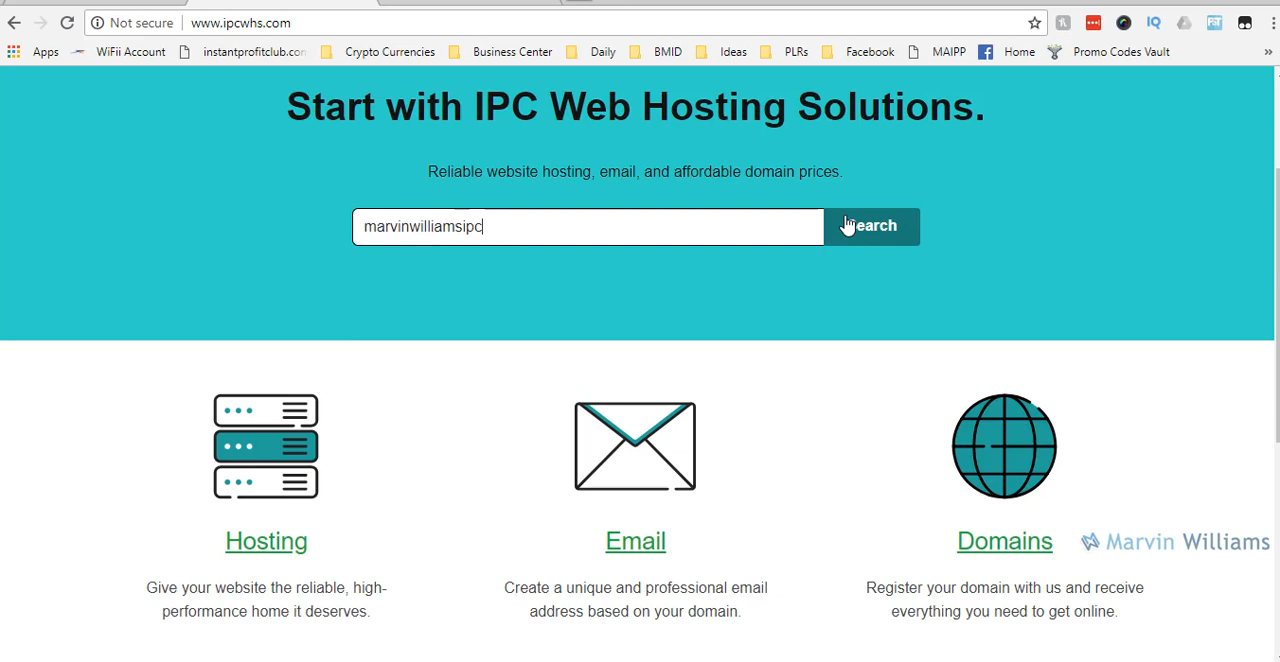 Not secure www.ipcwhs.com
IQ
Apps WiFii Account instantprofitclub.com Crypto Currencies Business Center Daily BMID Ideas PLRs Facebook MAIPP Home Promo Codes Vault »
Start with IPC Web Hosting Solutions.
Reliable website hosting, email, and affordable domain prices.
marvinwilliamsipc Search
Hosting Email Domains
Marvin Williams
Give your website the reliable, high-
performance home it deserves.
Create a unique and professional email
address based on your domain.
Register your domain with us and receive
everything you need to get online.